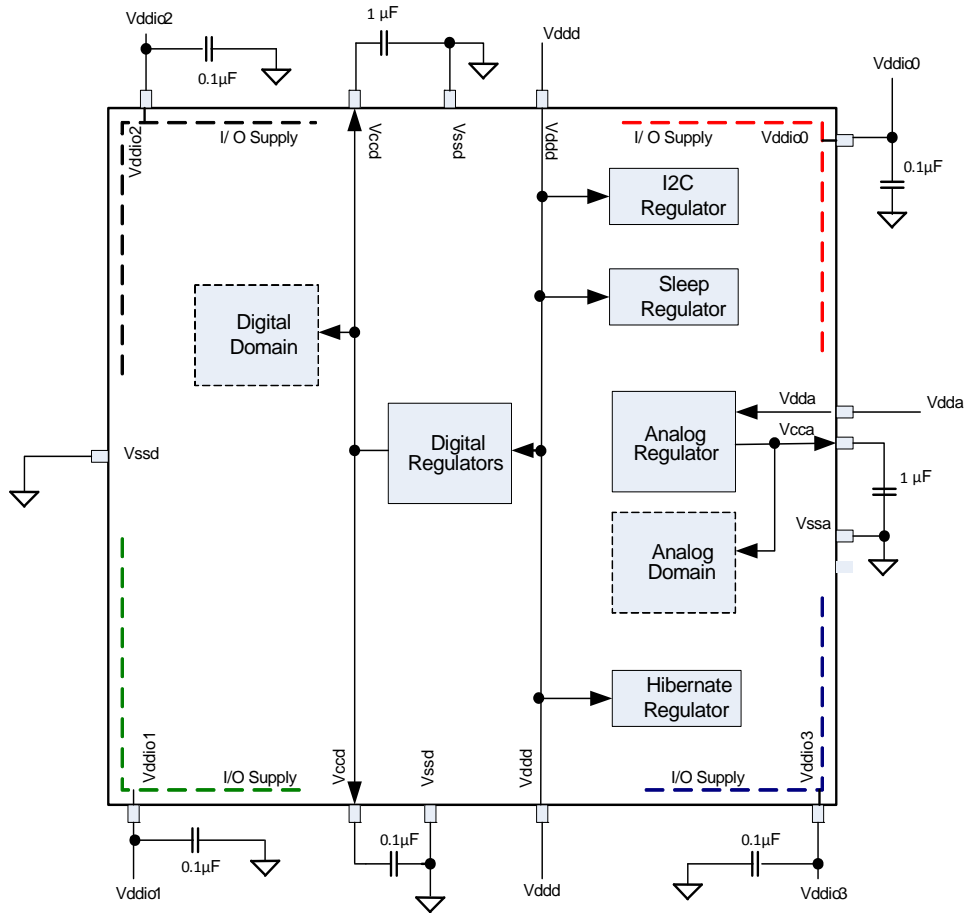 Vddio2
1 µF
Vddd
0.1µF
Vddio0
0.1µF
Vddio2
I/ O Supply
Vccd
Vssd
Vddd
I/ O Supply
Vddio0
I2C
Regulator
Sleep
Regulator
Digital
Domain
Vdda
Vdda
Vcca
Digital
Regulators
Analog
Regulator
Vssd
1 µF
Vssa
Analog
Domain
Hibernate
Regulator
Vddio1
I/O Supply
Vccd
Vssd
Vddd
I/O Supply
Vddio3
0.1µF
0.1µF
0.1µF
Vddio1
Vddd
Vddio3